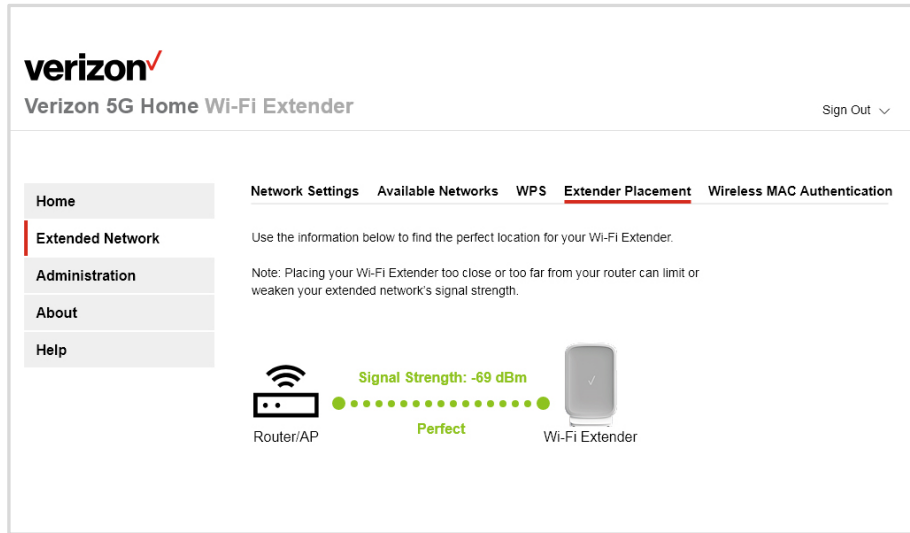 verizon
Verizon 5G Home Wi-Fi Extender
Sign Out
Home
Extended Network
Administration
About
Help
Network Settings Available Networks WPS Extender Placement Wireless MAC Authentication
Use the information below to find the perfect location for your Wi-Fi Extender.
Note: Placing your Wi-Fi Extender too close or too far from your router can limit or
weaken your extended network's signal strength.
Signal Strength: -69 dBm
Perfect
Router/AP
Wi-Fi Extender